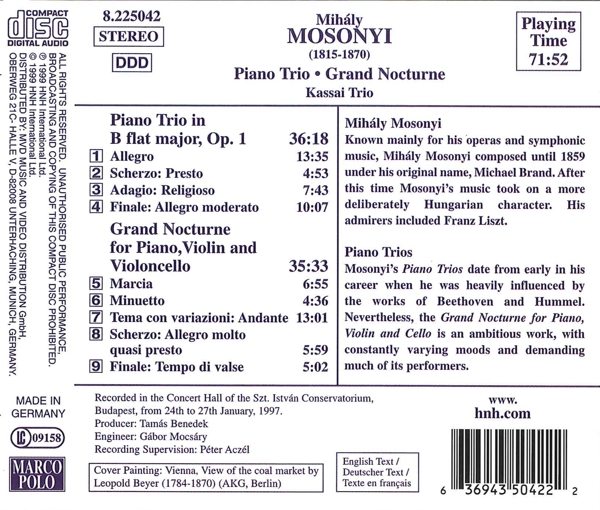 COMPACT
disc
DIGITAL AUDIO
8.225042
STEREO
DDD
Mihály
MOSONYI
(1815-1870)
Piano Trio • Grand Nocturne
Kassai Trio
Playing
Time
71:52
ALL RIGHTS RESERVED. UNAUTHORISED PUBLIC PERFORMANCE,
BROADCASTING AND COPYING OF THIS COMPACT DISC PROHIBITED.
℗ 1999 HNH International Ltd.
© 1999 HNH International Ltd.
DISTRIBUTED BY: MVD MUSIC AND VIDEO DISTRIBUTION GmbH,
OBERWEG 21C- HALLE V, D-82008 UNTERHACHING, MUNICH, GERMANY.
Piano Trio in
B flat major, Op. 1 36:18
1 Allegro 13:35
2 Scherzo: Presto 4:53
3 Adagio: Religioso 7:43
4 Finale: Allegro moderato 10:07
Grand Nocturne
for Piano,Violin and
Violoncello 35:33
5 Marcia 6:55
6 Minuetto 4:36
7 Tema con variazioni: Andante 13:01
8 Scherzo: Allegro molto
quasi presto 5:59
9 Finale: Tempo di valse 5:02
Mihály Mosonyi
Known mainly for his operas and symphonic
music, Mihály Mosonyi composed until 1859
under his original name, Michael Brand. After
this time Mosonyi's music took on a more
deliberately Hungarian character. His
admirers included Franz Liszt.
Piano Trios
Mosonyi's Piano Trios date from early in his
career when he was heavily influenced by
the works of Beethoven and Hummel.
Nevertheless, the Grand Nocturne for Piano,
Violin and Cello is an ambitious work, with
constantly varying moods and demanding
much of its performers.
MADE IN
GERMANY
LC 09158
MARCO
POLO
Recorded in the Concert Hall of the Szt. István Conservatorium,
Budapest, from 24th to 27th January, 1997.
Producer: Tamás Benedek
Engineer: Gábor Mocsáry
Recording Supervision: Péter Aczél
Cover Painting: Vienna, View of the coal market by
Leopold Beyer (1784-1870) (AKG, Berlin)
English Text /
Deutscher Text /
Texte en français
www.
hnh.com
6 36943 50422 2